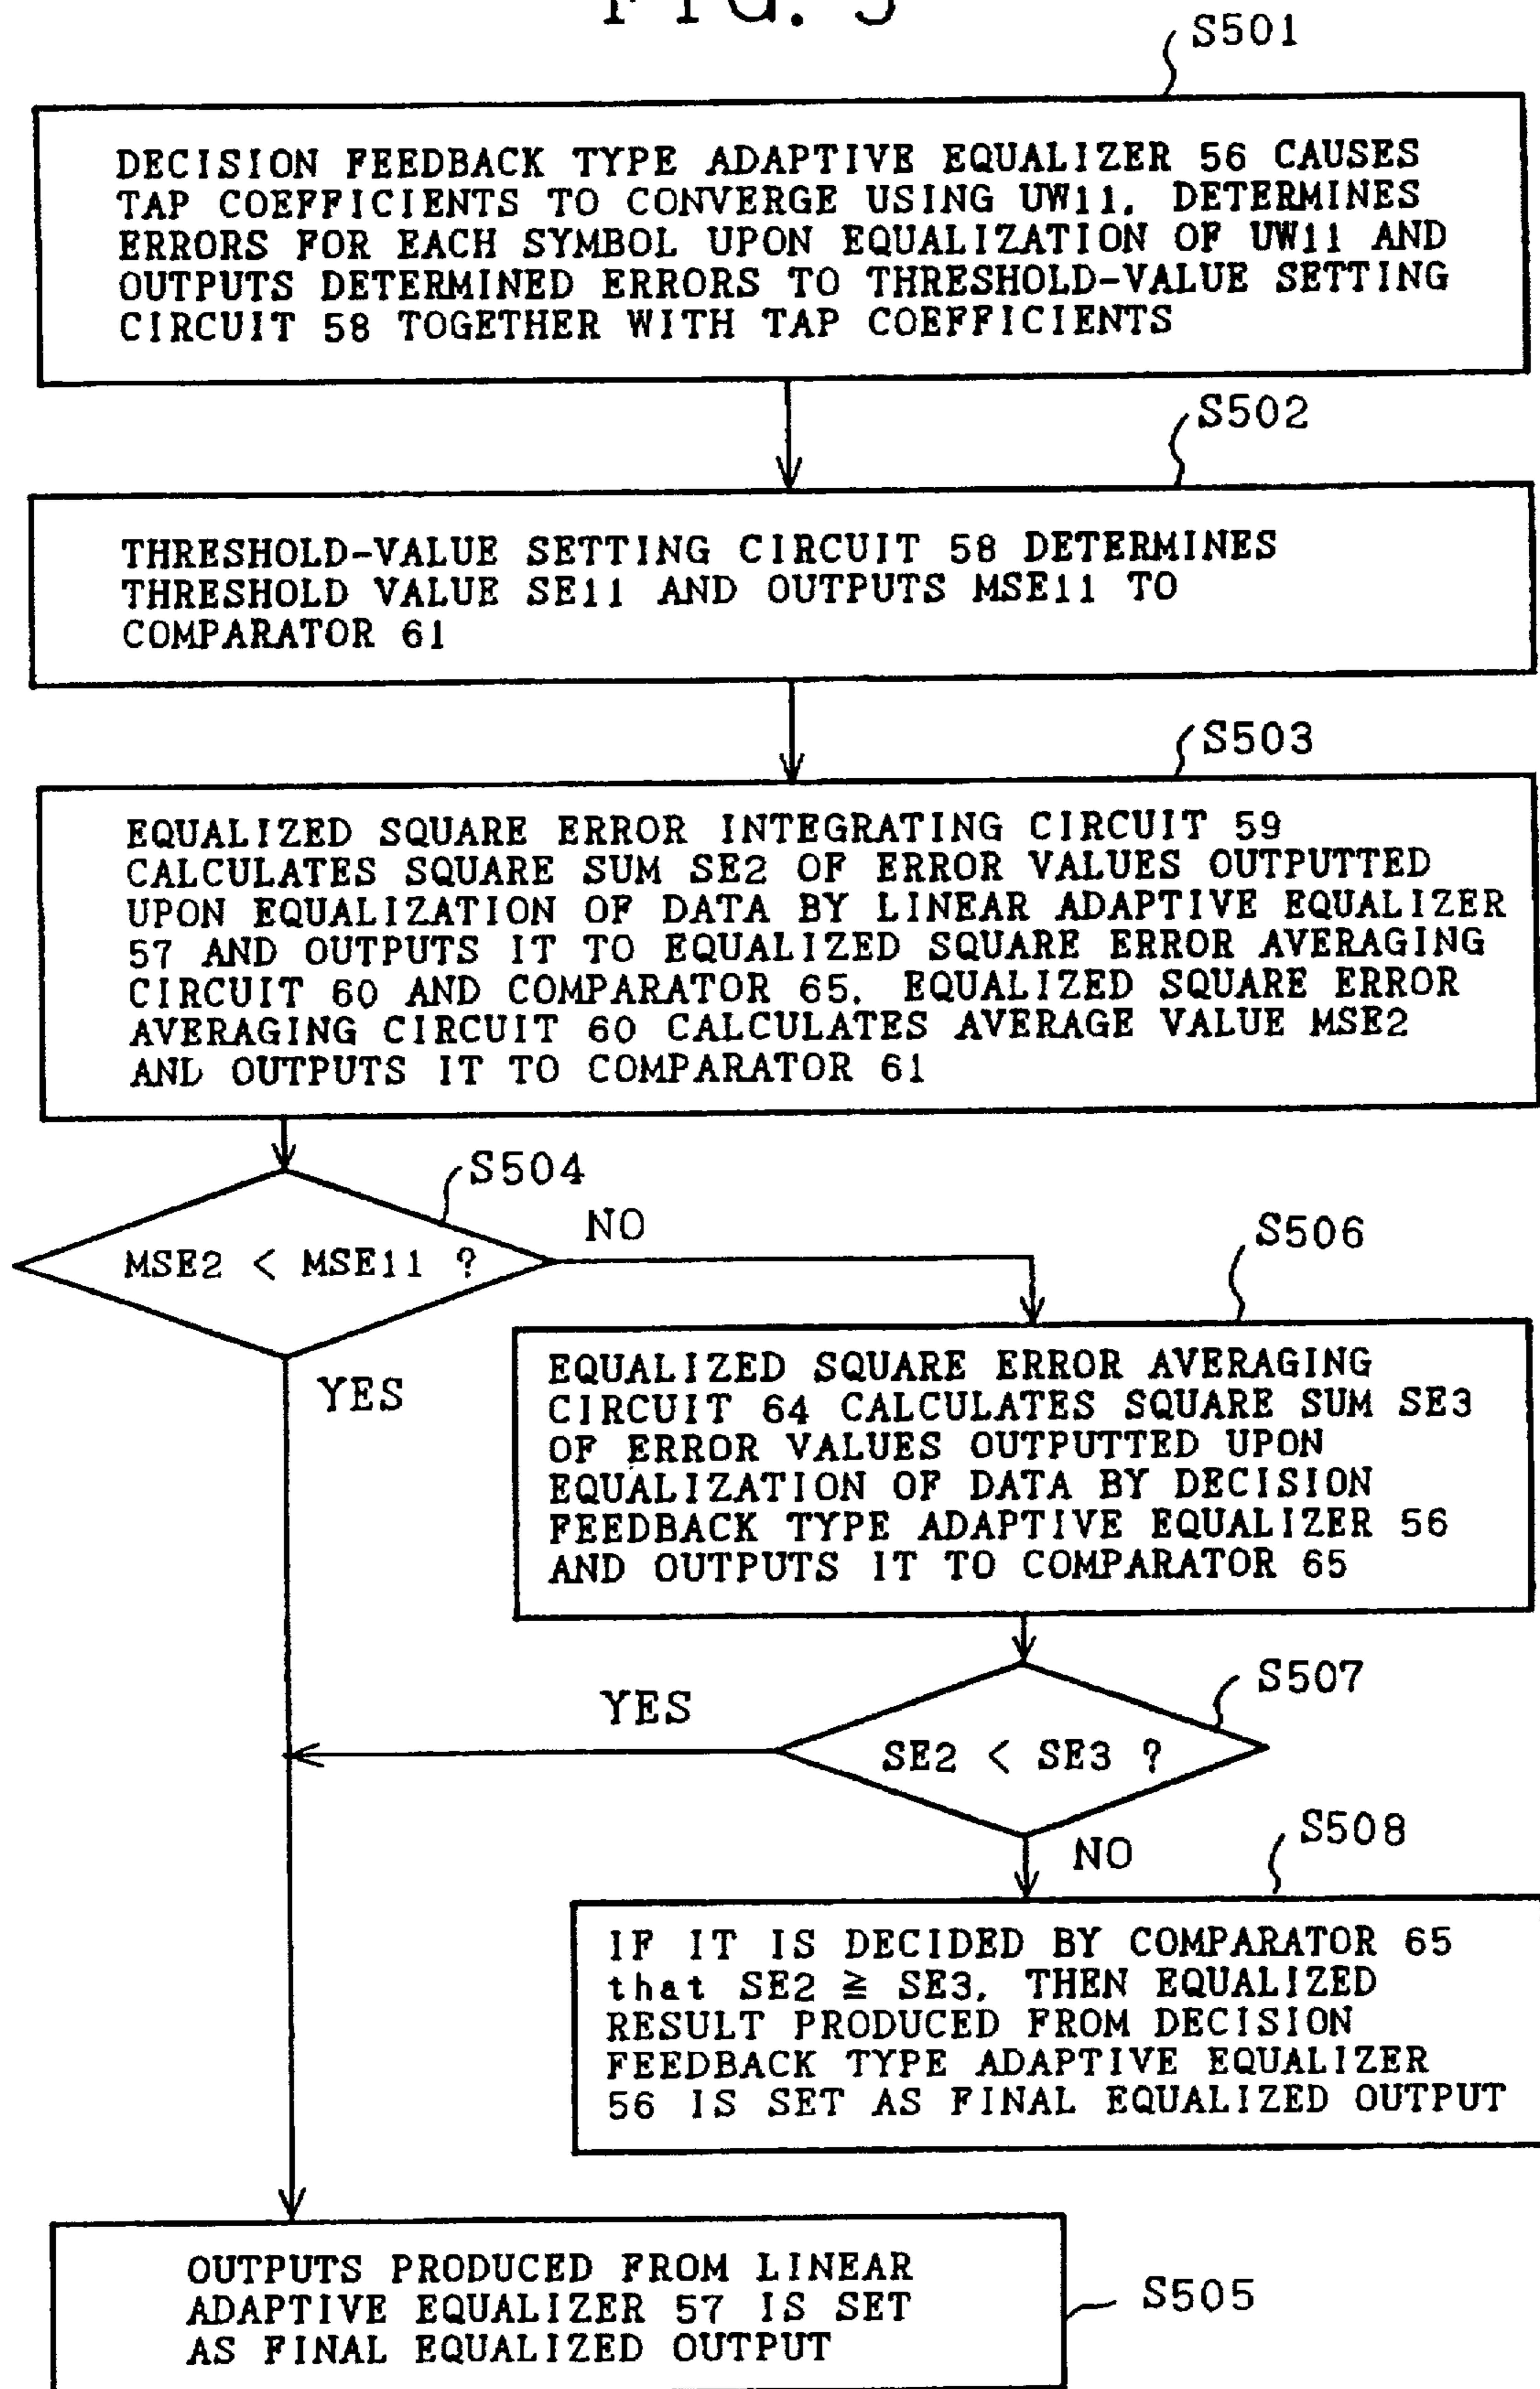 FIG. 5
S501
DECISION FEEDBACK TYPE ADAPTIVE EQUALIZER 56 CAUSES
TAP COEFFICIENTS TO CONVERGE USING UW11. DETERMINES
ERRORS FOR EACH SYMBOL UPON EQUALIZATION OF UW11 AND
OUTPUTS DETERMINED ERRORS TO THRESHOLD-VALUE SETTING
CIRCUIT 58 TOGETHER WITH TAP COEFFICIENTS
S502
THRESHOLD-VALUE SETTING CIRCUIT 58 DETERMINES
THRESHOLD VALUE SE11 AND OUTPUTS MSE11 TO
COMPARATOR 61
S503
EQUALIZED SQUARE ERROR INTEGRATING CIRCUIT 59
CALCULATES SQUARE SUM SE2 OF ERROR VALUES OUTPUTTED
UPON EQUALIZATION OF DATA BY LINEAR ADAPTIVE EQUALIZER
57 AND OUTPUTS IT TO EQUALIZED SQUARE ERROR AVERAGING
CIRCUIT 60 AND COMPARATOR 65. EQUALIZED SQUARE ERROR
AVERAGING CIRCUIT 60 CALCULATES AVERAGE VALUE MSE2
AND OUTPUTS IT TO COMPARATOR 61
S504
MSE2 < MSE11 ?
NO
YES
S506
EQUALIZED SQUARE ERROR AVERAGING
CIRCUIT 64 CALCULATES SQUARE SUM SE3
OF ERROR VALUES OUTPUTTED UPON
EQUALIZATION OF DATA BY DECISION
FEEDBACK TYPE ADAPTIVE EQUALIZER 56
AND OUTPUTS IT TO COMPARATOR 65
S507
YES
SE2 < SE3 ?
NO
S508
IF IT IS DECIDED BY COMPARATOR 65
that SE2 ≧ SE3, THEN EQUALIZED
RESULT PRODUCED FROM DECISION
FEEDBACK TYPE ADAPTIVE EQUALIZER
56 IS SET AS FINAL EQUALIZED OUTPUT
OUTPUTS PRODUCED FROM LINEAR
ADAPTIVE EQUALIZER 57 IS SET
AS FINAL EQUALIZED OUTPUT
S505